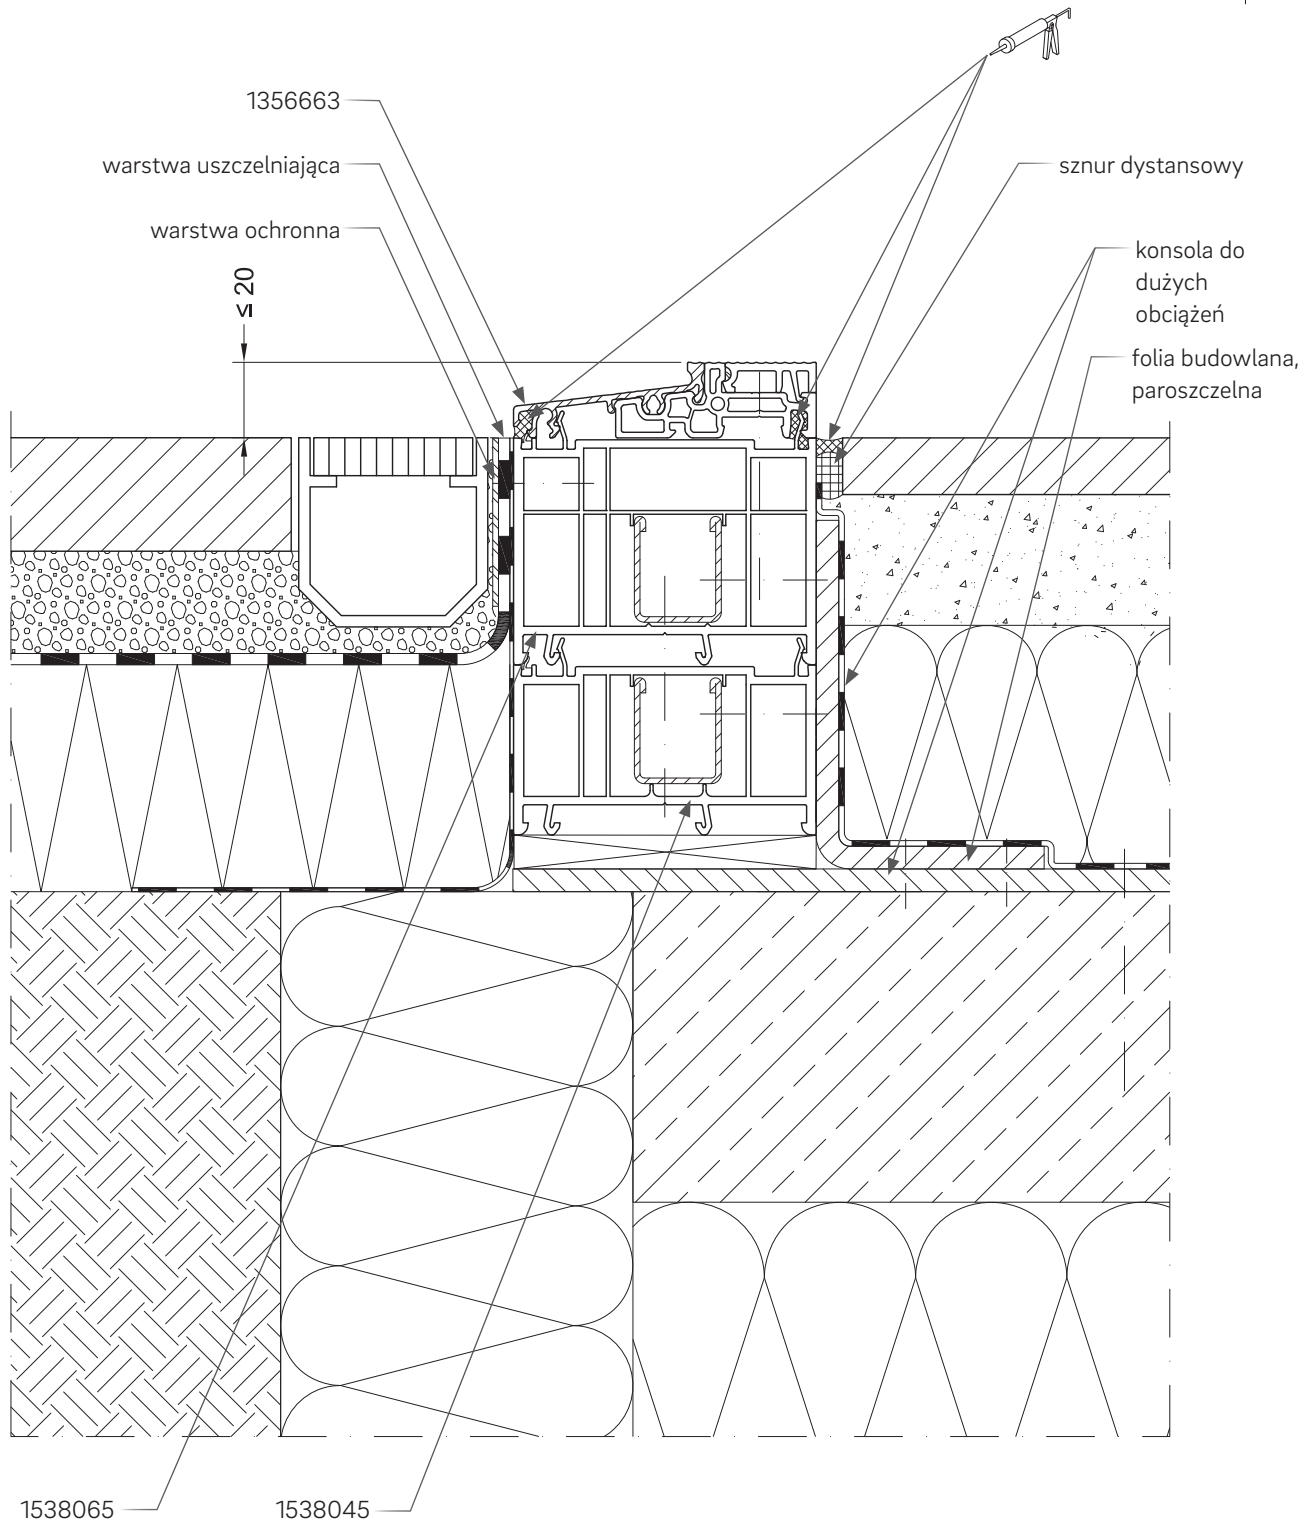 1356663
warstwa uszczelniająca
sznur dystansowy
warstwa ochronna
konsola do
dużych
obciążeń
≤ 20
folia budowlana,
paroszczelna
1538065
1538045